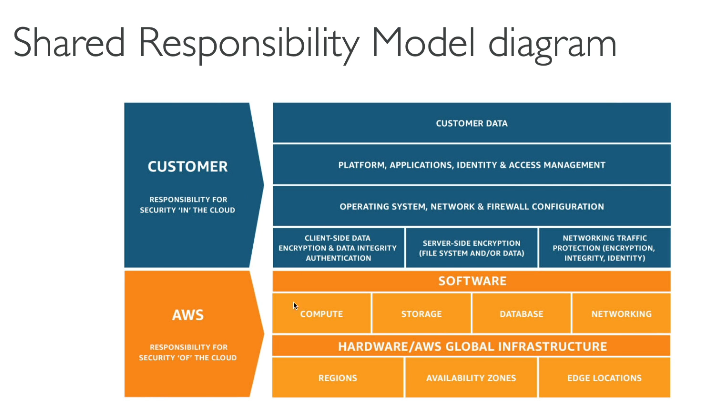 Shared Responsibility Model diagram
CUSTOMER
RESPONSIBILITY FOR
SECURITY 'IN' THE CLOUD
CUSTOMER DATA
PLATFORM, APPLICATIONS, IDENTITY & ACCESS MANAGEMENT
OPERATING SYSTEM, NETWORK & FIREWALL CONFIGURATION
CLIENT-SIDE DATA
ENCRYPTION & DATA INTEGRITY
AUTHENTICATION
SERVER-SIDE ENCRYPTION
(FILE SYSTEM AND/OR DATA)
NETWORKING TRAFFIC
PROTECTION (ENCRYPTION,
INTEGRITY, IDENTITY)
AWS
RESPONSIBILITY FOR
SECURITY 'OF' THE CLOUD
SOFTWARE
COMPUTE
STORAGE
DATABASE
NETWORKING
HARDWARE/AWS GLOBAL INFRASTRUCTURE
REGIONS
AVAILABILITY ZONES
EDGE LOCATIONS